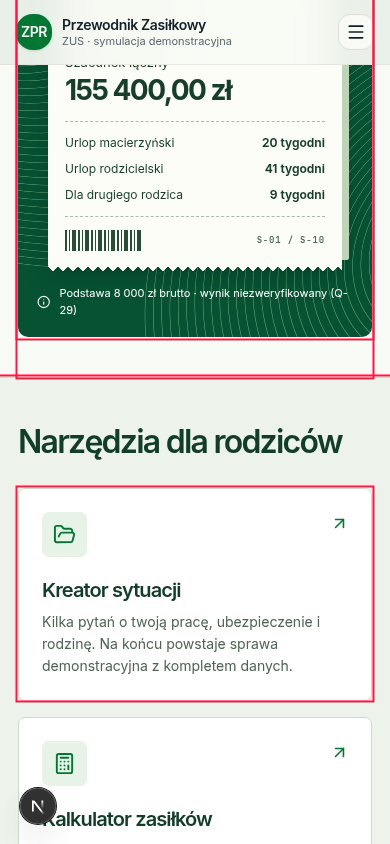 ZPR
Przewodnik Zasiłkowy
ZUS · symulacja demonstracyjna
155 400,00 zł
Urlop macierzyński 20 tygodni
Urlop rodzicielski 41 tygodni
Dla drugiego rodzica 9 tygodni
S-01 / S-10
Podstawa 8 000 zł brutto · wynik niezweryfikowany (Q-
29)
Narzędzia dla rodziców
Kreator sytuacji
Kilka pytań o twoją pracę, ubezpieczenie i
rodzinę. Na końcu powstaje sprawa
demonstracyjna z kompletem danych.
N
Kalkulator zasiłków